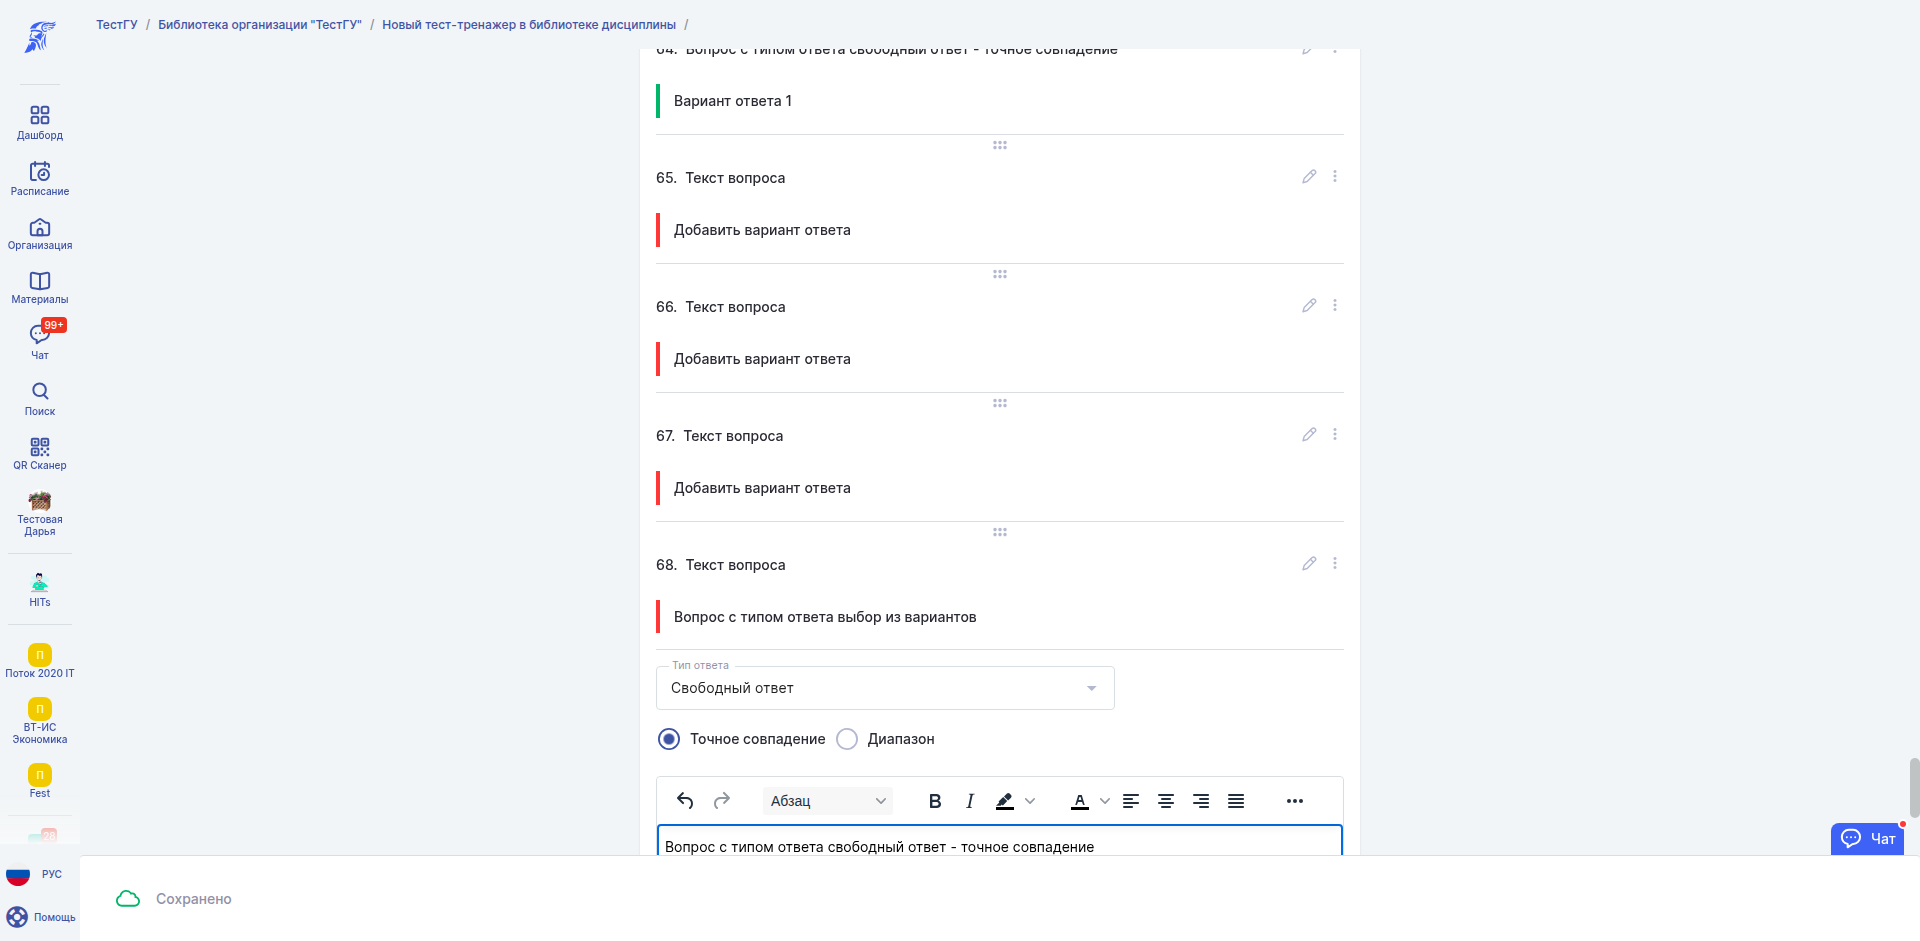 ТестГУ / Библиотека организации "ТестГУ" / Новый тест-тренажер в библиотеке дисциплины /
64. Вопрос с типом ответа свободный ответ - точное совпадение
Вариант ответа 1
65. Текст вопроса
Добавить вариант ответа
66. Текст вопроса
Добавить вариант ответа
67. Текст вопроса
Добавить вариант ответа
68. Текст вопроса
Вопрос с типом ответа выбор из вариантов
Тип ответа
Свободный ответ
Точное совпадение
Диапазон
Абзац
B I A
Вопрос с типом ответа свободный ответ - точное совпадение
Дашборд
Расписание
Организация
Материалы
99+
Чат
Поиск
QR Сканер
Тестовая
Дарья
HITs
П
Поток 2020 IT
П
ВТ-ИС
Экономика
П
Fest
28
РУС
Помощь
Сохранено
Чат